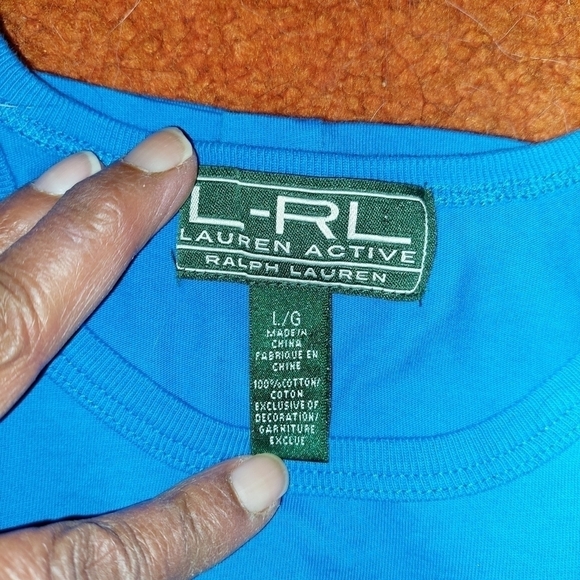 L-RL
LAUREN ACTIVE
RALPH LAUREN
L/G
MADE IN
CHINA
FABRIQUE EN
CHINE
100%COTTON/
COTON
EXCLUSIVE OF
DECORATION/
GARNITURE
EXCLUE